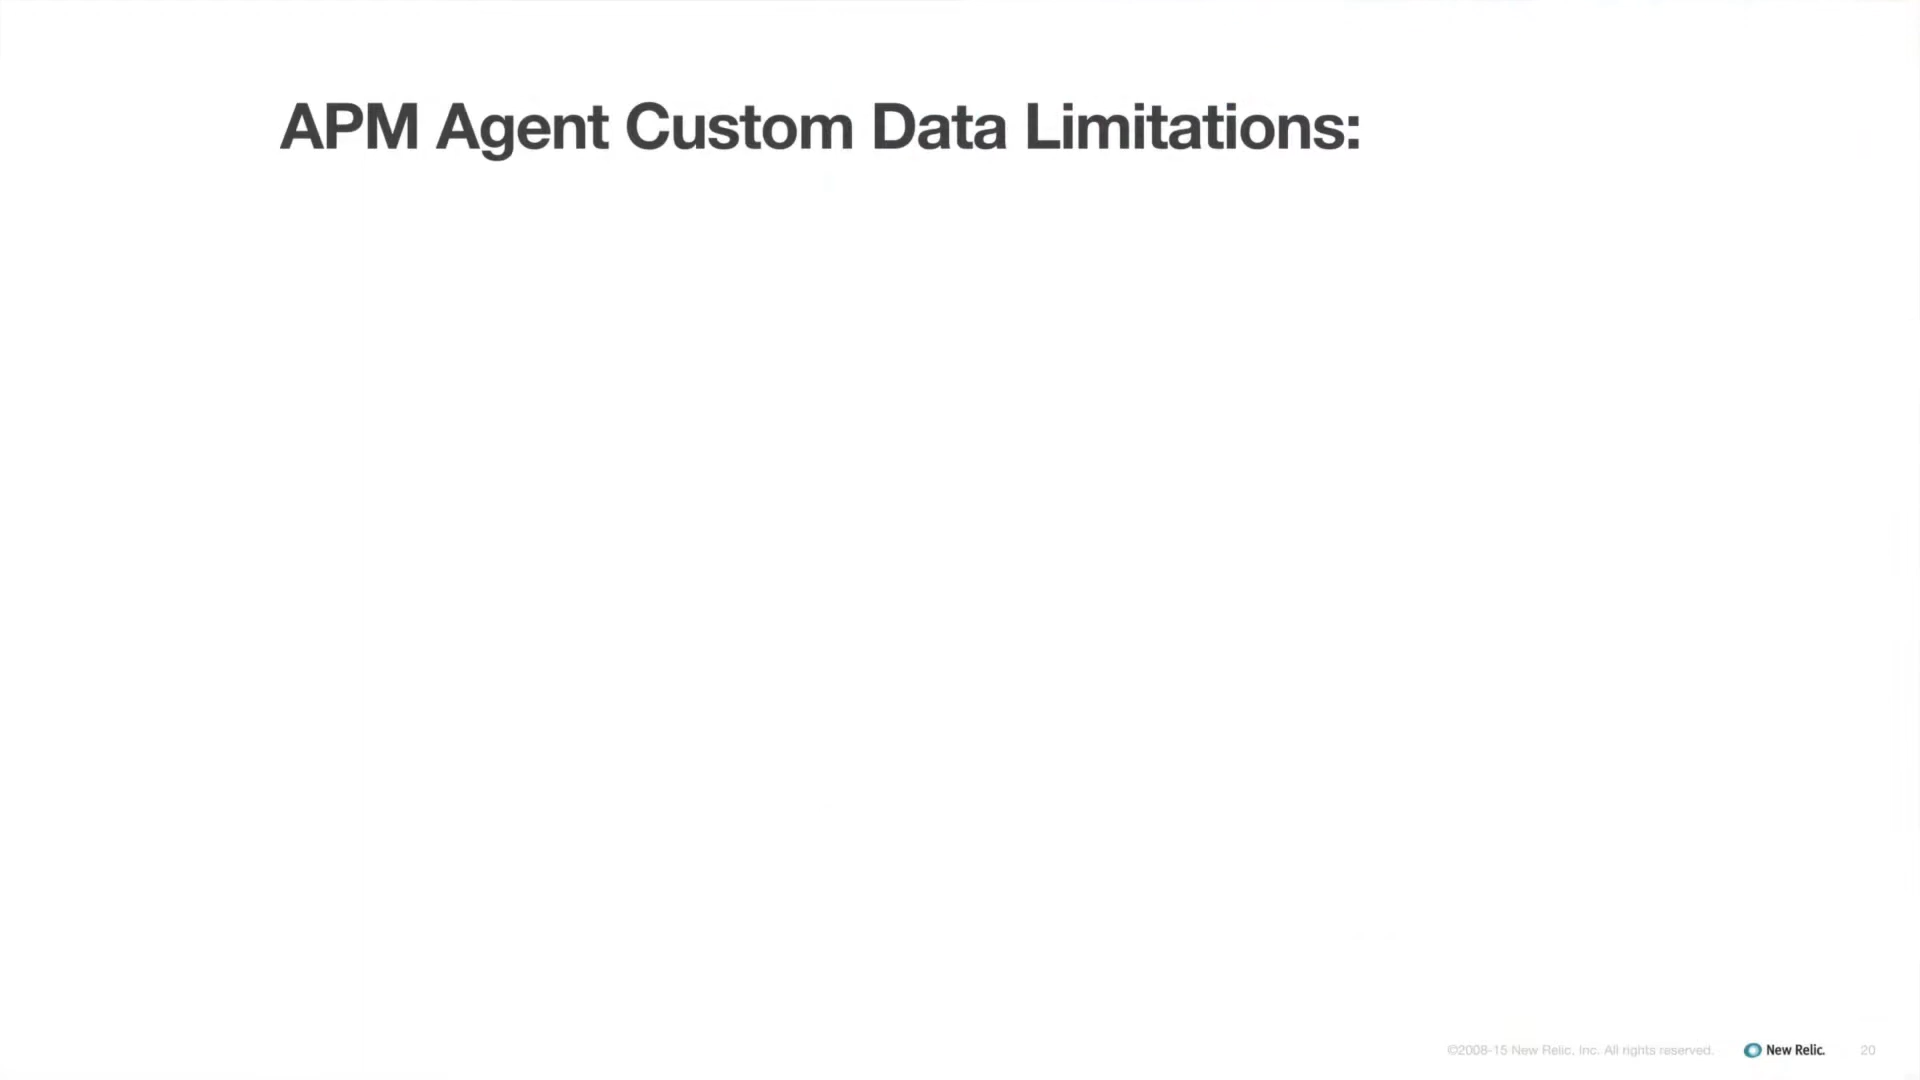 APM Agent Custom Data Limitations:
©2008-15 New Relic, Inc. All rights reserved. New Relic. 20